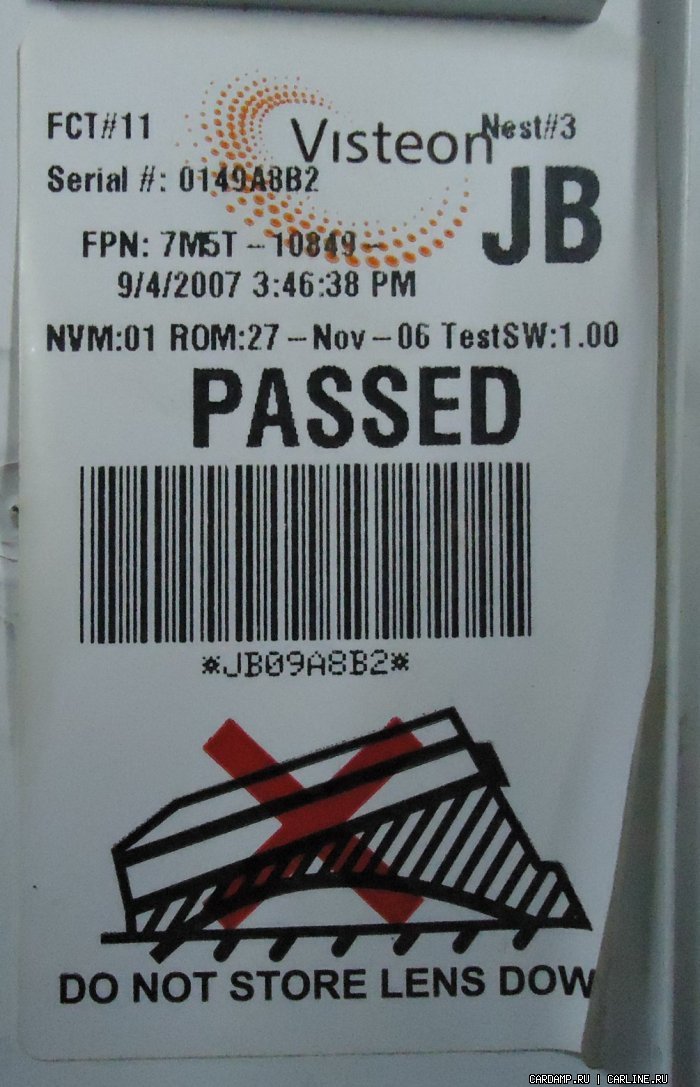 FCT#11
Visteon
Nest#3
Serial #: 0149A8B2
JB
FPN: 7M5T-10849-
9/4/2007 3:46:38 PM
NVM:01 ROM:27-Nov-06 TestSW:1.00
PASSED
*JB09A8B2*
DO NOT STORE LENS DOW
CARDAMP.RU | CARLINE.RU